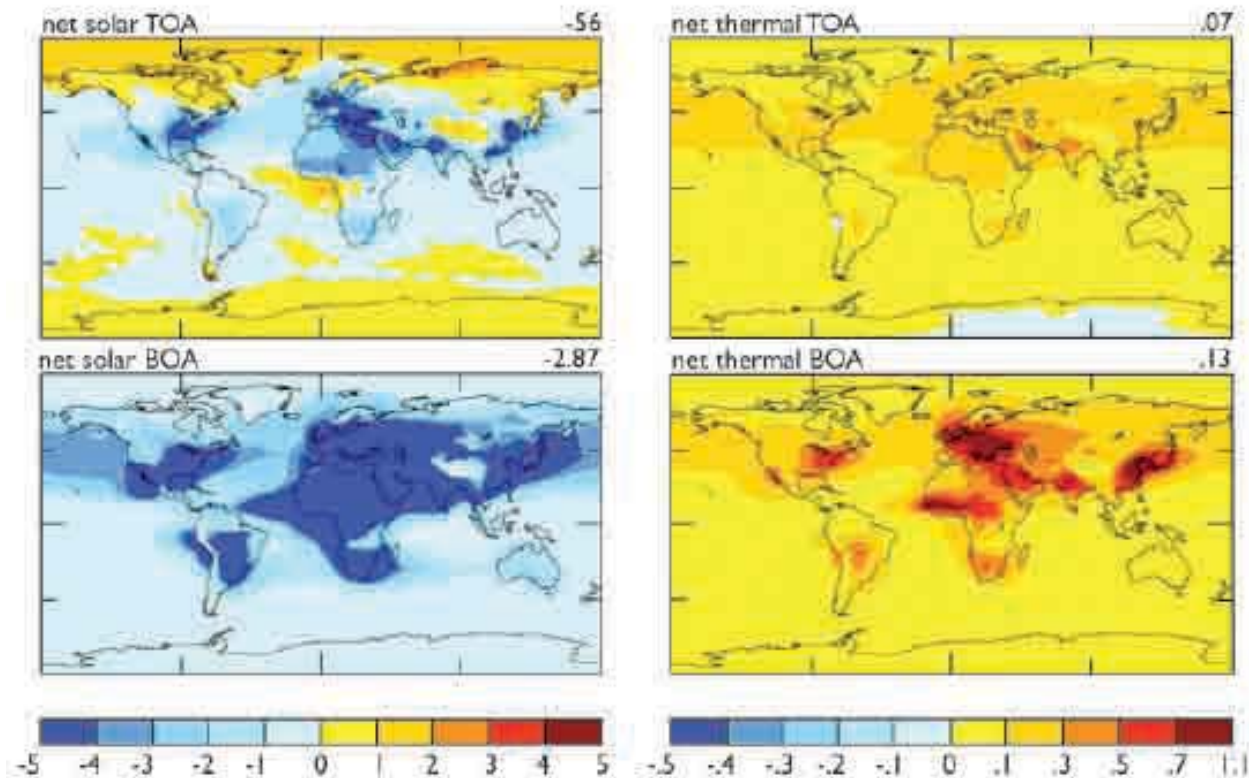 net solar TOA -.56
net thermal TOA .07
net solar BOA -2.87
net thermal BOA .13
-5 -4 -3 -2 -1 0 1 2 3 5
-.5 -.4 -.3 -.2 -.1 0 .1 .3 .5 .7 1.1